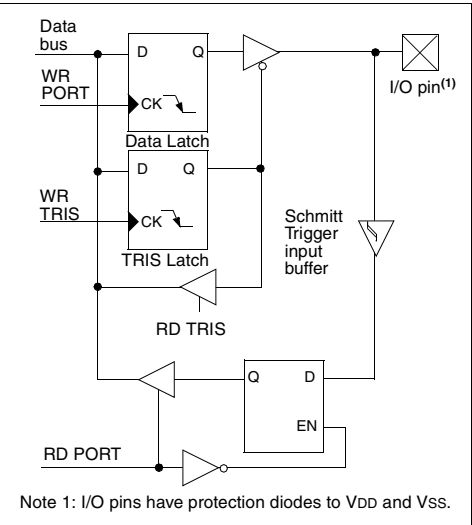 Data
bus
D
Q
I/O pin(1)
WR
PORT
CK
Data Latch
D
Q
WR
TRIS
CK
TRIS Latch
Schmitt
Trigger
input
buffer
RD TRIS
Q
D
EN
RD PORT
Note 1: I/O pins have protection diodes to VDD and VSS.